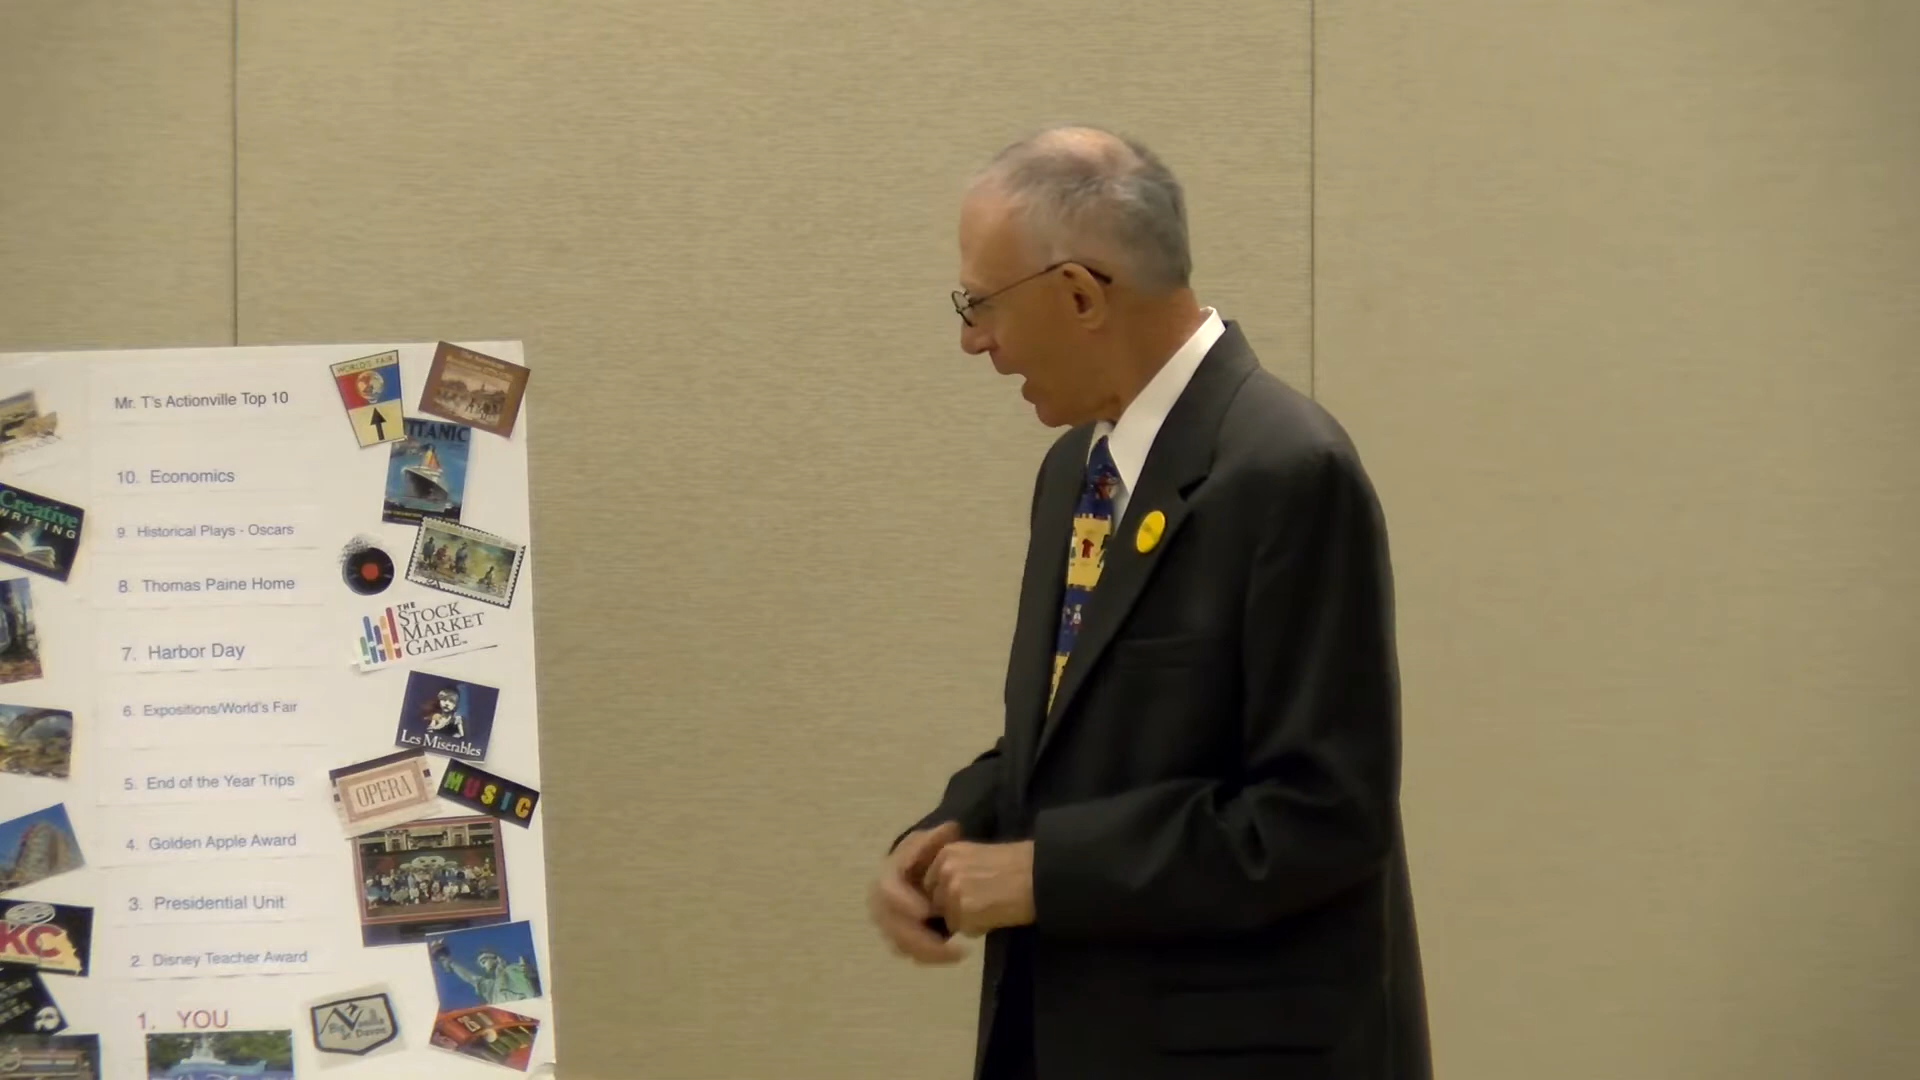 Mr. T's Actionville Top 10
10. Economics
9. Historical Plays - Oscars
8. Thomas Paine Home
7. Harbor Day
6. Expositions/World's Fair
5. End of the Year Trips
4. Golden Apple Award
3. Presidential Unit
2. Disney Teacher Award
1. YOU
Creative
WRITING
KC
WORLD'S FAIR
TITANIC
THE
STOCK
MARKET
GAME
Les Miserables
OPERA
MUSIC